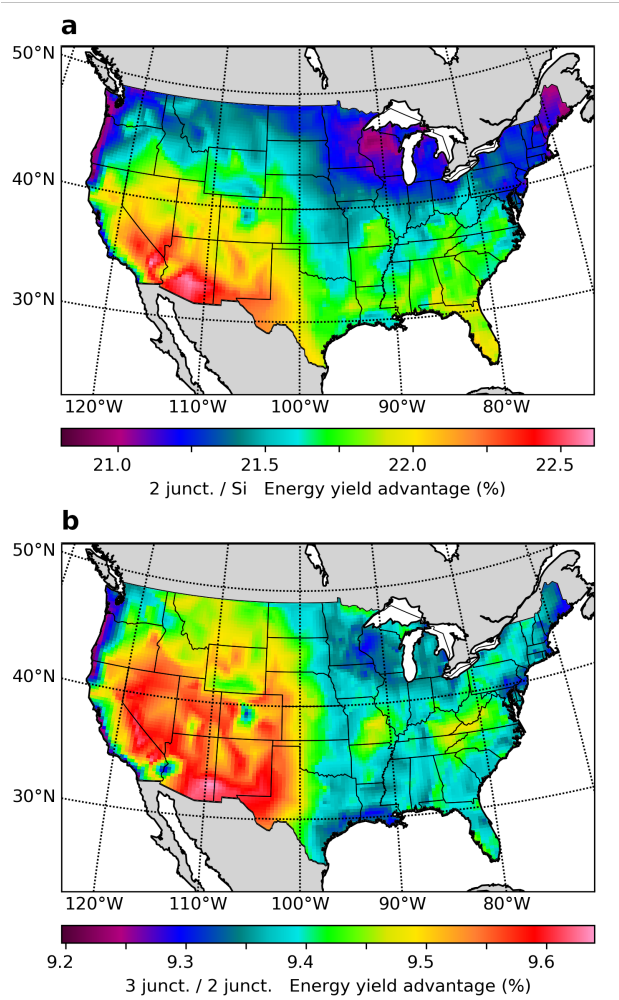 a
50°N
40°N
30°N
120°W 110°W 100°W 90°W 80°W
21.0 21.5 22.0 22.5
2 junct. / Si Energy yield advantage (%)
b
50°N
40°N
30°N
120°W 110°W 100°W 90°W 80°W
9.2 9.3 9.4 9.5 9.6
3 junct. / 2 junct. Energy yield advantage (%)